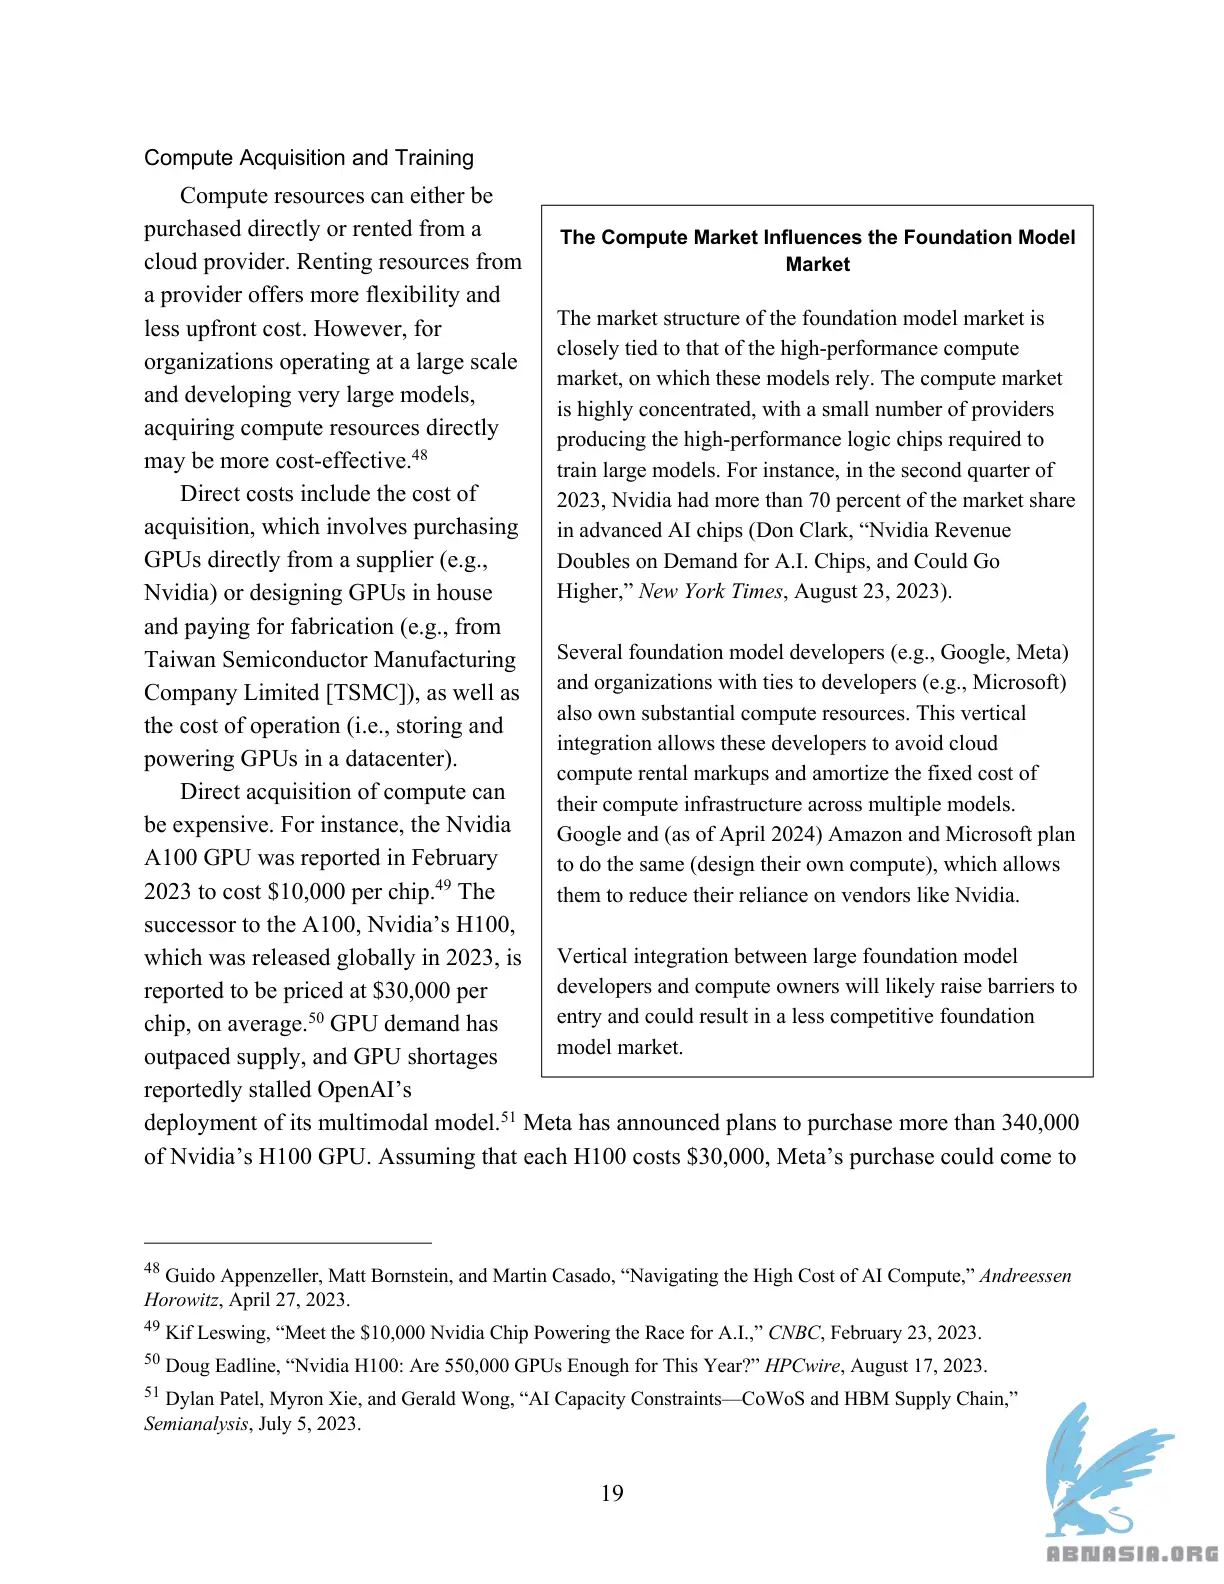 Compute Acquisition and Training
Compute resources can either be
purchased directly or rented from a
cloud provider. Renting resources from
a provider offers more flexibility and
less upfront cost. However, for
organizations operating at a large scale
and developing very large models,
acquiring compute resources directly
may be more cost-effective.48
Direct costs include the cost of
acquisition, which involves purchasing
GPUs directly from a supplier (e.g.,
Nvidia) or designing GPUs in house
and paying for fabrication (e.g., from
Taiwan Semiconductor Manufacturing
Company Limited [TSMC]), as well as
the cost of operation (i.e., storing and
powering GPUs in a datacenter).
Direct acquisition of compute can
be expensive. For instance, the Nvidia
A100 GPU was reported in February
2023 to cost $10,000 per chip.49 The
successor to the A100, Nvidia’s H100,
which was released globally in 2023, is
reported to be priced at $30,000 per
chip, on average.50 GPU demand has
outpaced supply, and GPU shortages
reportedly stalled OpenAI’s
deployment of its multimodal model.51 Meta has announced plans to purchase more than 340,000
of Nvidia’s H100 GPU. Assuming that each H100 costs $30,000, Meta’s purchase could come to
The Compute Market Influences the Foundation Model
Market
The market structure of the foundation model market is
closely tied to that of the high-performance compute
market, on which these models rely. The compute market
is highly concentrated, with a small number of providers
producing the high-performance logic chips required to
train large models. For instance, in the second quarter of
2023, Nvidia had more than 70 percent of the market share
in advanced AI chips (Don Clark, “Nvidia Revenue
Doubles on Demand for A.I. Chips, and Could Go
Higher,” New York Times, August 23, 2023).
Several foundation model developers (e.g., Google, Meta)
and organizations with ties to developers (e.g., Microsoft)
also own substantial compute resources. This vertical
integration allows these developers to avoid cloud
compute rental markups and amortize the fixed cost of
their compute infrastructure across multiple models.
Google and (as of April 2024) Amazon and Microsoft plan
to do the same (design their own compute), which allows
them to reduce their reliance on vendors like Nvidia.
Vertical integration between large foundation model
developers and compute owners will likely raise barriers to
entry and could result in a less competitive foundation
model market.
48 Guido Appenzeller, Matt Bornstein, and Martin Casado, “Navigating the High Cost of AI Compute,” Andreessen
Horowitz, April 27, 2023.
49 Kif Leswing, “Meet the $10,000 Nvidia Chip Powering the Race for A.I.,” CNBC, February 23, 2023.
50 Doug Eadline, “Nvidia H100: Are 550,000 GPUs Enough for This Year?” HPCwire, August 17, 2023.
51 Dylan Patel, Myron Xie, and Gerald Wong, “AI Capacity Constraints—CoWoS and HBM Supply Chain,”
Semianalysis, July 5, 2023.
19
ABNASIA.ORG